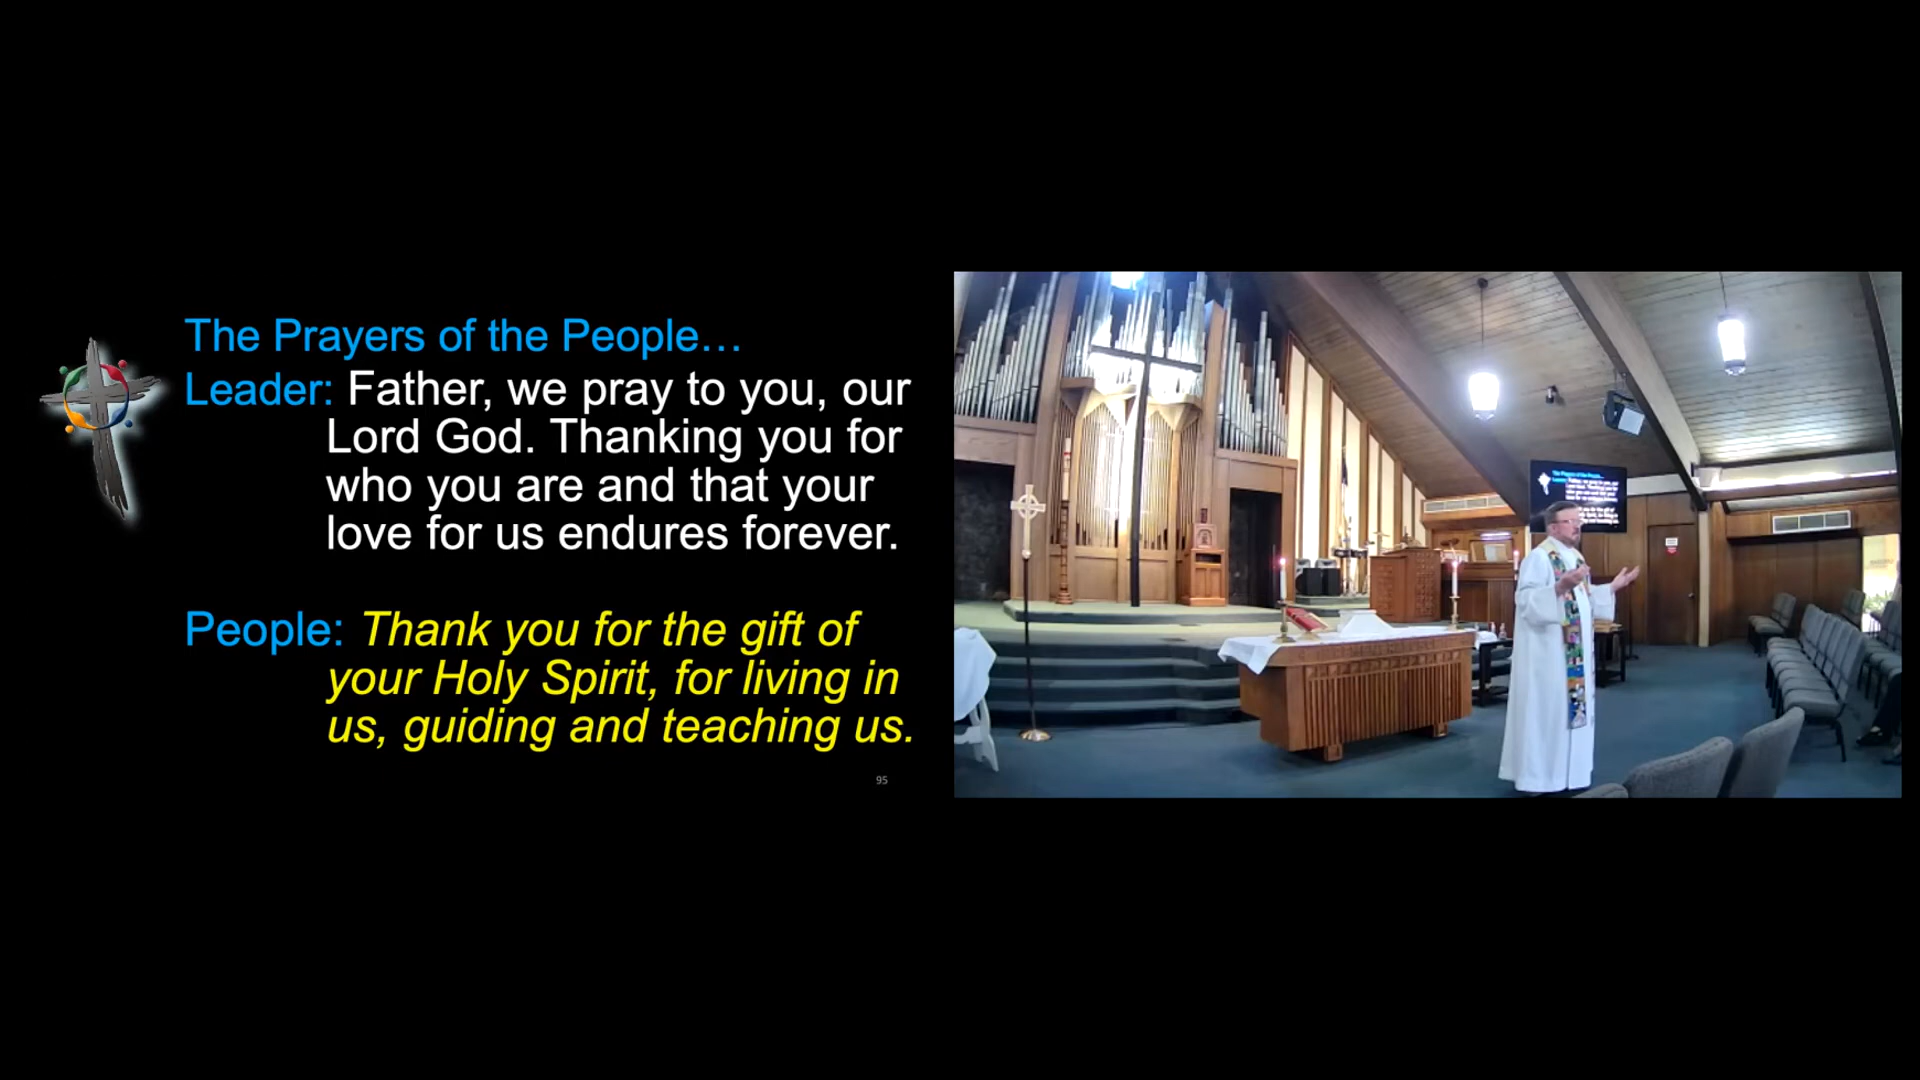 The Prayers of the People…
Leader: Father, we pray to you, our
Lord God. Thanking you for
who you are and that your
love for us endures forever.
People: Thank you for the gift of
your Holy Spirit, for living in
us, guiding and teaching us.
95